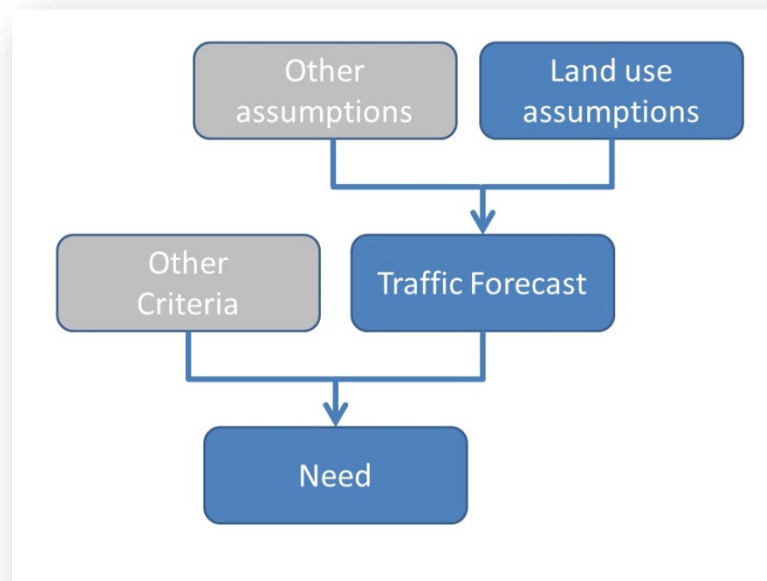 Other
assumptions
Land use
assumptions
Other
Criteria
Traffic Forecast
Need